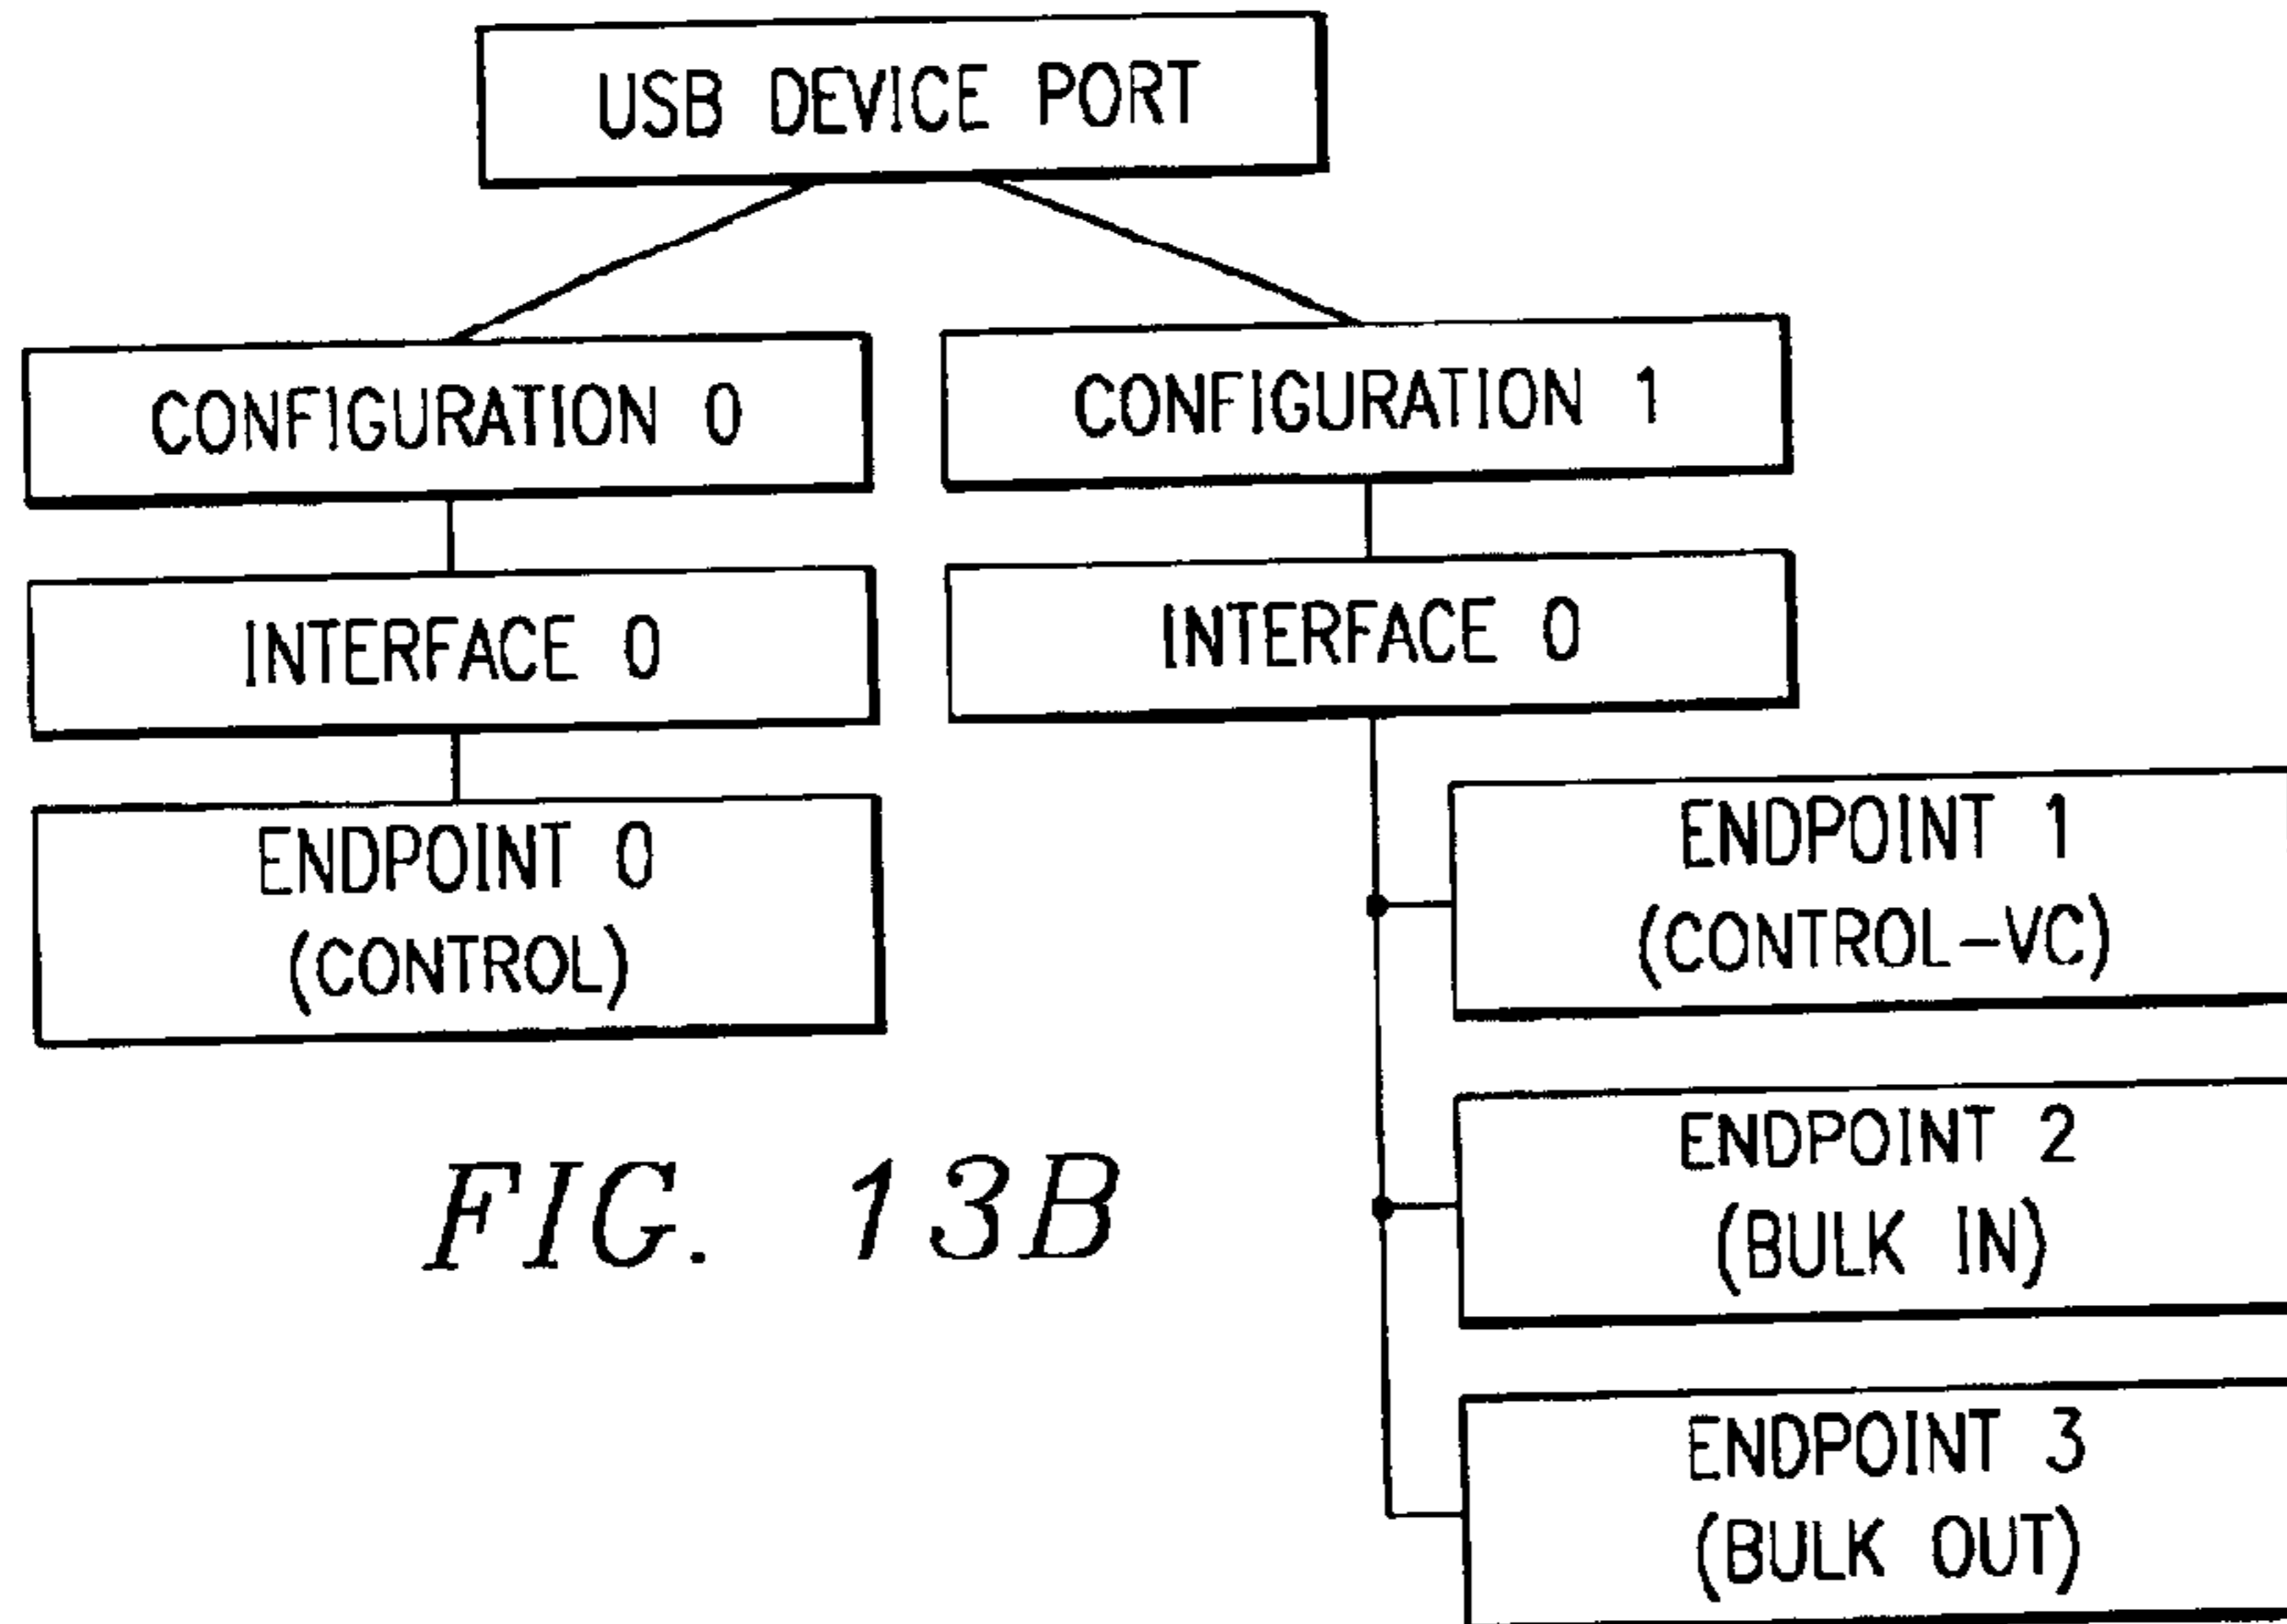 USB DEVICE PORT
CONFIGURATION 0
CONFIGURATION 1
INTERFACE 0
INTERFACE 0
ENDPOINT 0
(CONTROL)
ENDPOINT 1
(CONTROL-VC)
ENDPOINT 2
(BULK IN)
ENDPOINT 3
(BULK OUT)
FIG. 13B